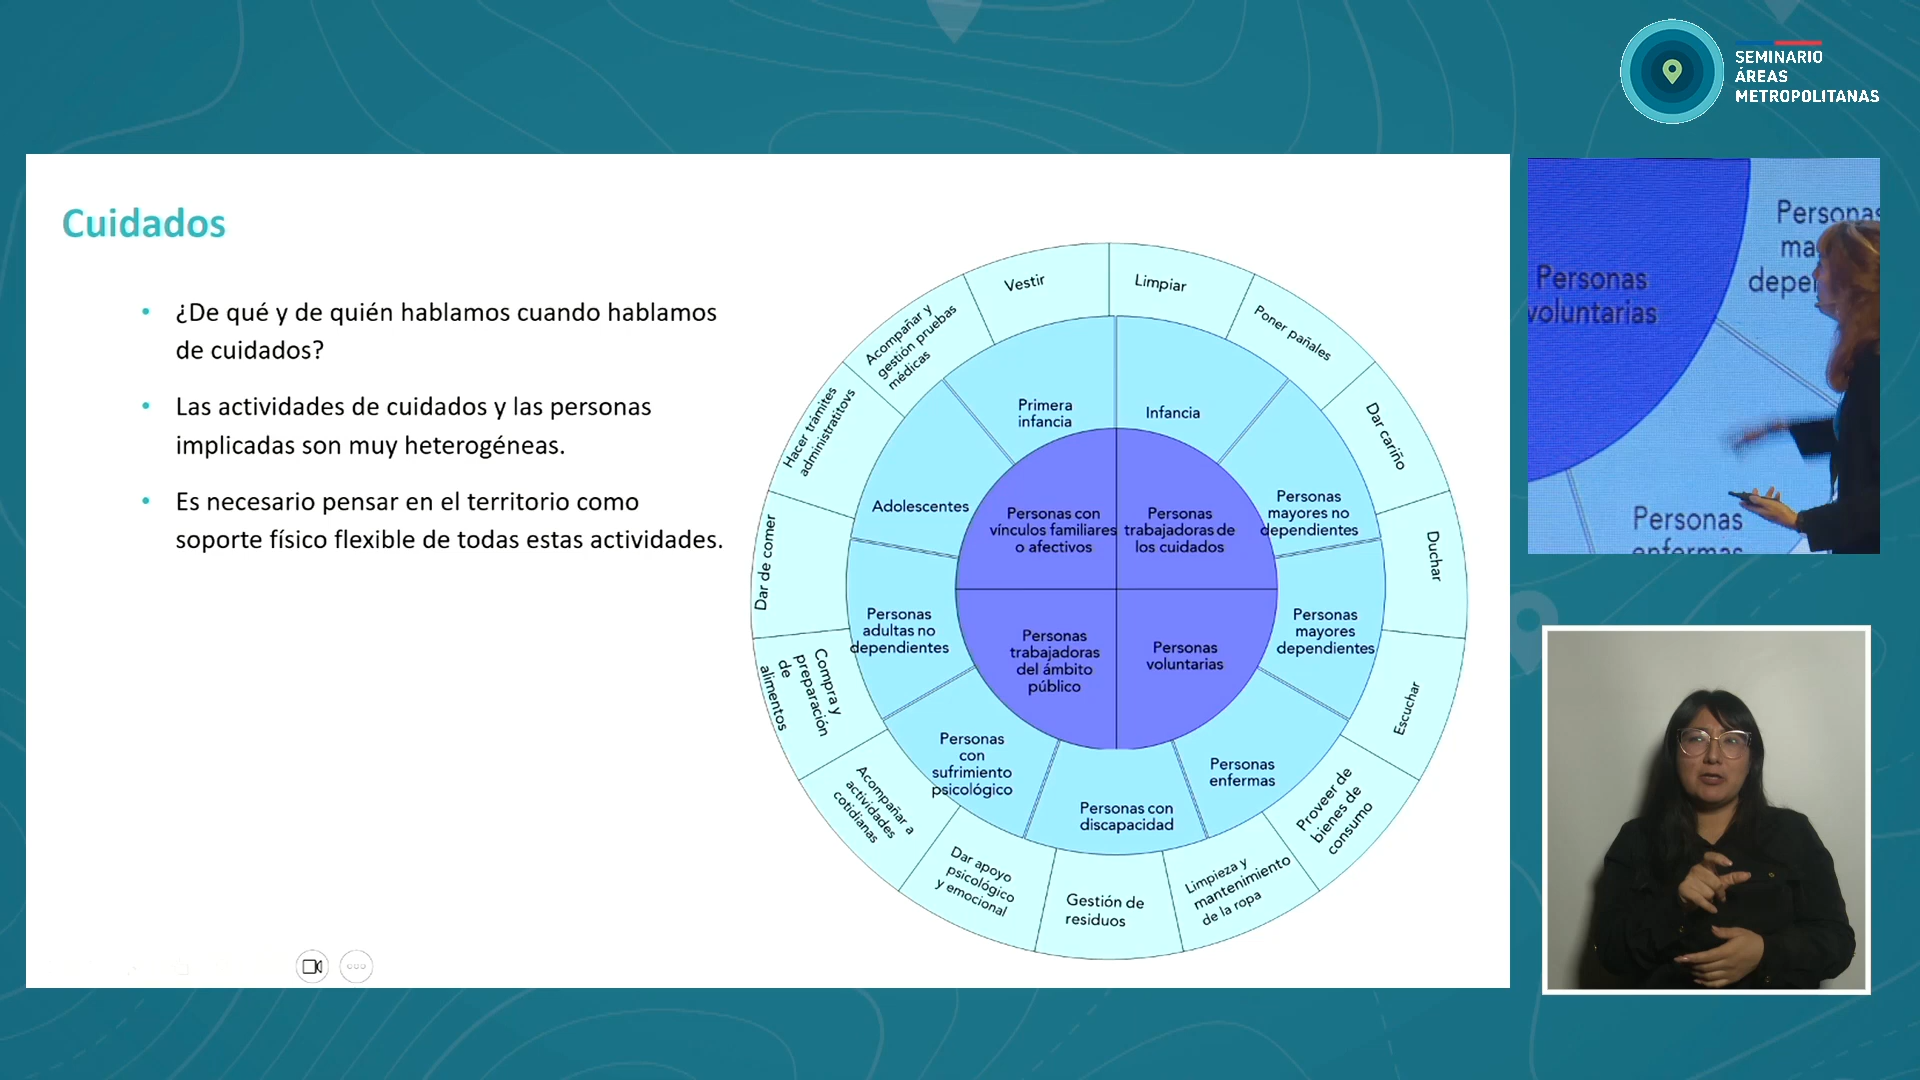 SEMINARIO
ÁREAS
METROPOLITANAS
Cuidados
• ¿De qué y de quién hablamos cuando hablamos
de cuidados?
• Las actividades de cuidados y las personas
implicadas son muy heterogéneas.
• Es necesario pensar en el territorio como
soporte físico flexible de todas estas actividades.
Vestir
Limpiar
Poner pañales
Dar cariño
Duchar
Escuchar
Proveer de
bienes de
consumo
Limpieza y
mantenimiento
de la ropa
Gestión de
residuos
Dar apoyo
psicológico
y emocional
Acompañar a
actividades
cotidianas
Compra y
preparación
de
alimentos
Dar de comer
Hacer trámites
administratitovs
Acompañar y
gestión pruebas
médicas
Primera
infancia
Infancia
Personas
mayores no
dependientes
Personas
mayores
dependientes
Personas
enfermas
Personas con
discapacidad
Personas
con
sufrimiento
psicológico
Personas
adultas no
dependientes
Adolescentes
Personas con
vínculos familiares
o afectivos
Personas
trabajadoras de
los cuidados
Personas
trabajadoras
del ámbito
público
Personas
voluntarias
Personas
ma
depe
Personas
voluntarias
Personas
enfermas